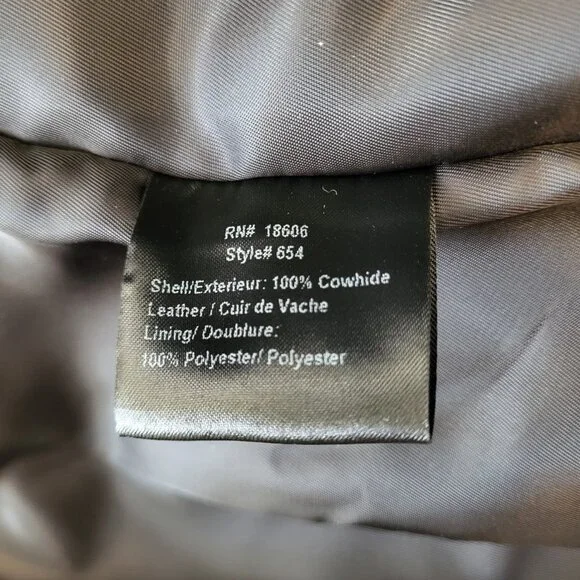 RN# 18606
Style# 654
Shell/Exterieur: 100% Cowhide
Leather / Cuir de Vache
Lining/ Doublure:
100% Polyester/ Polyester